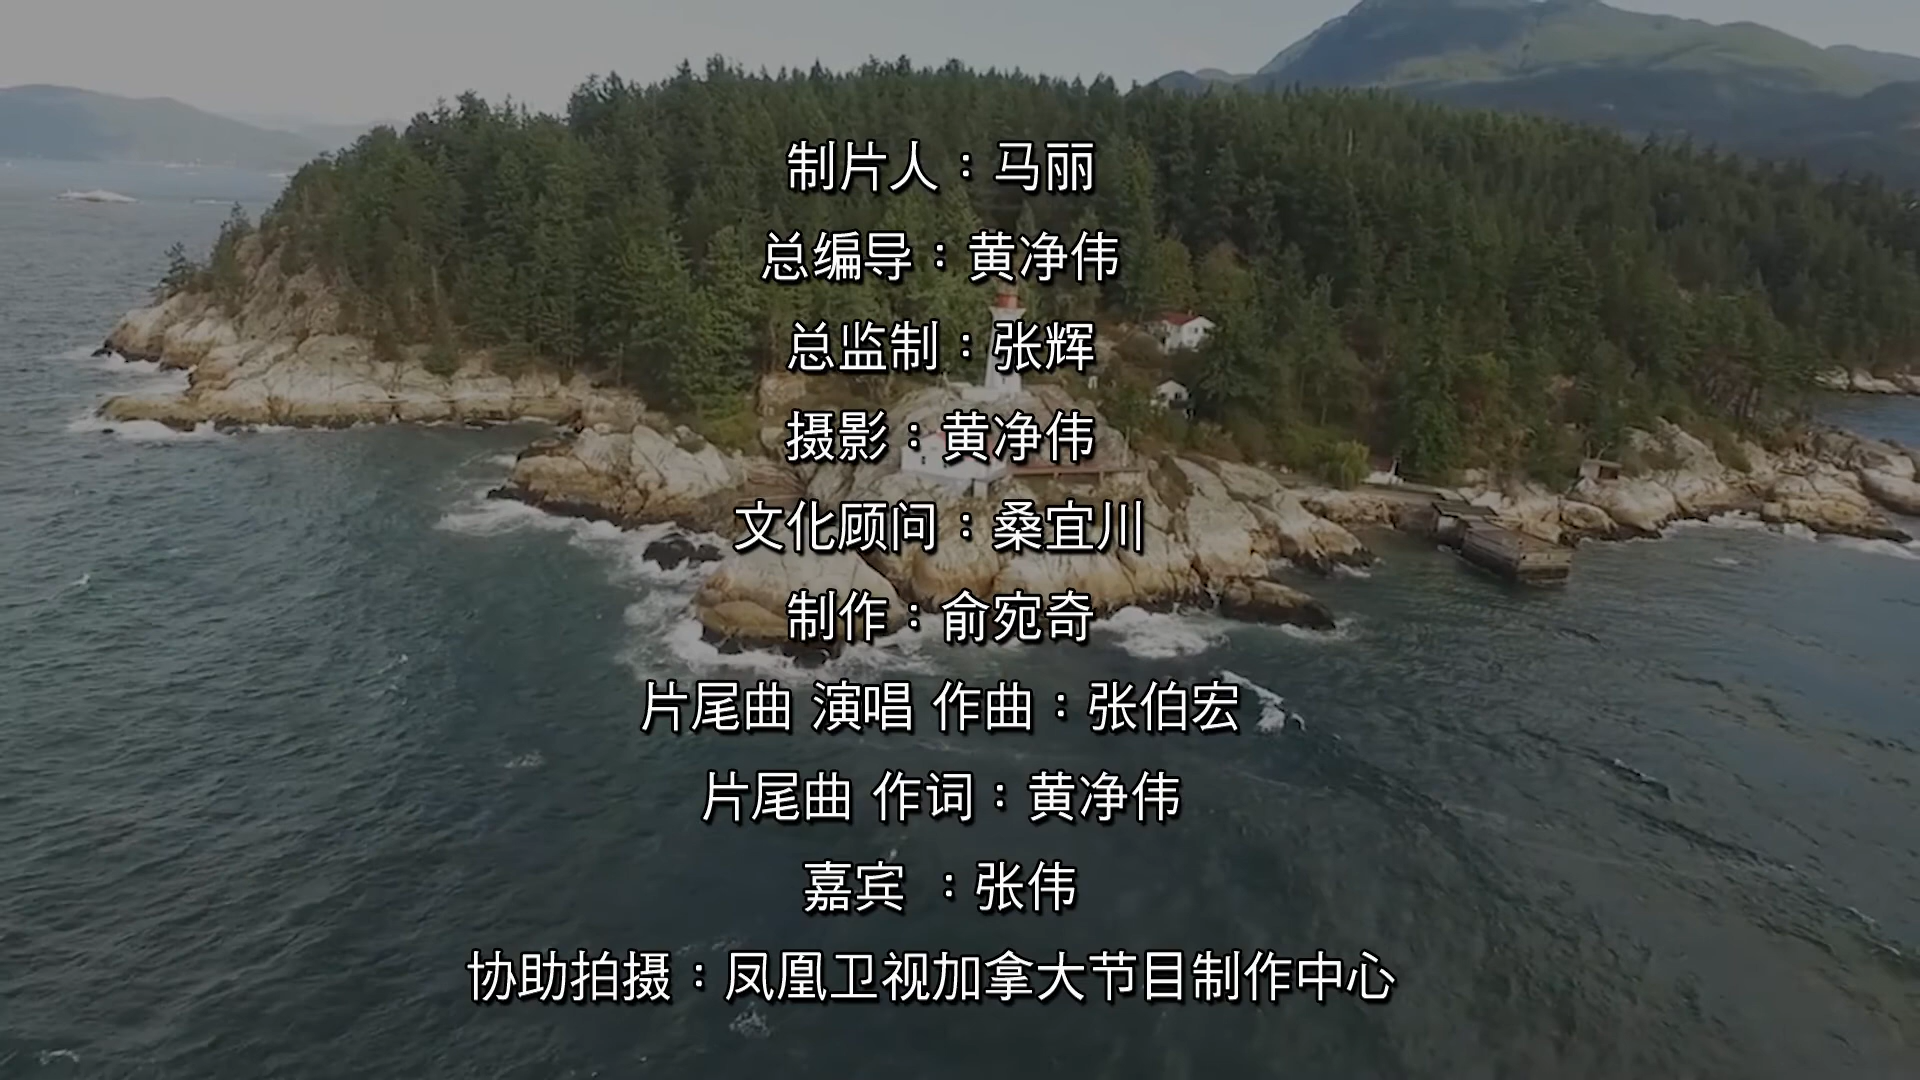 制片人：马丽
总编导：黄净伟
总监制：张辉
摄影：黄净伟
文化顾问：桑宜川
制作：俞宛奇
片尾曲 演唱 作曲：张伯宏
片尾曲 作词：黄净伟
嘉宾 ：张伟
协助拍摄：凤凰卫视加拿大节目制作中心